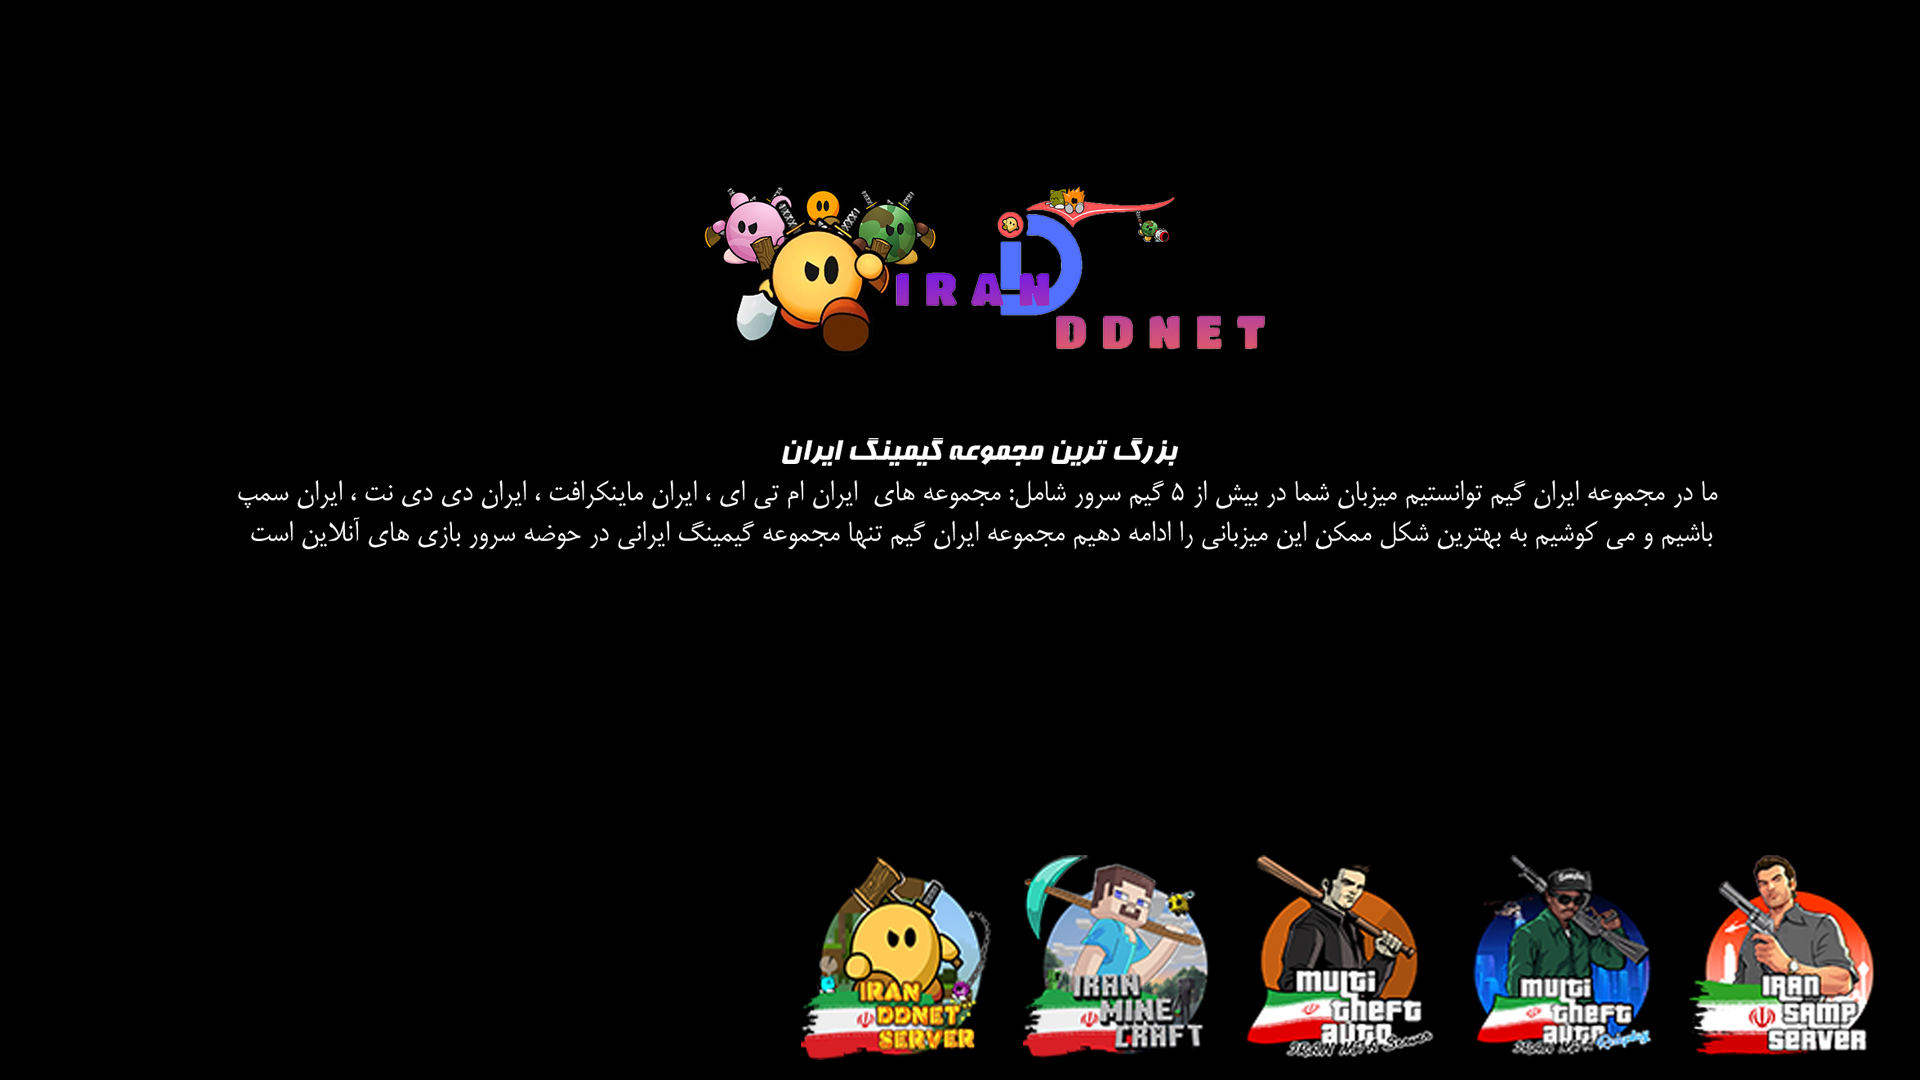 IRAN
DDNET
بزرگ ترین مجموعه گیمینگ ایران
ما در مجموعه ایران گیم توانستیم میزبان شما در بیش از ۵ گیم سرور شامل: مجموعه های ایران ام تی ای ، ایران ماینکرافت ، ایران دی دی نت ، ایران سمپ
باشیم و می کوشیم به بهترین شکل ممکن این میزبانی را ادامه دهیم مجموعه ایران گیم تنها مجموعه گیمینگ ایرانی در حوضه سرور بازی های آنلاین است
IRAN
DDNET
SERVER
IRAN
MINE
CRAFT
multi
theft
auto
IRAN MTA Server
multi
theft
auto
IRAN MTA Roleplay
IRAN
SAMP
SERVER